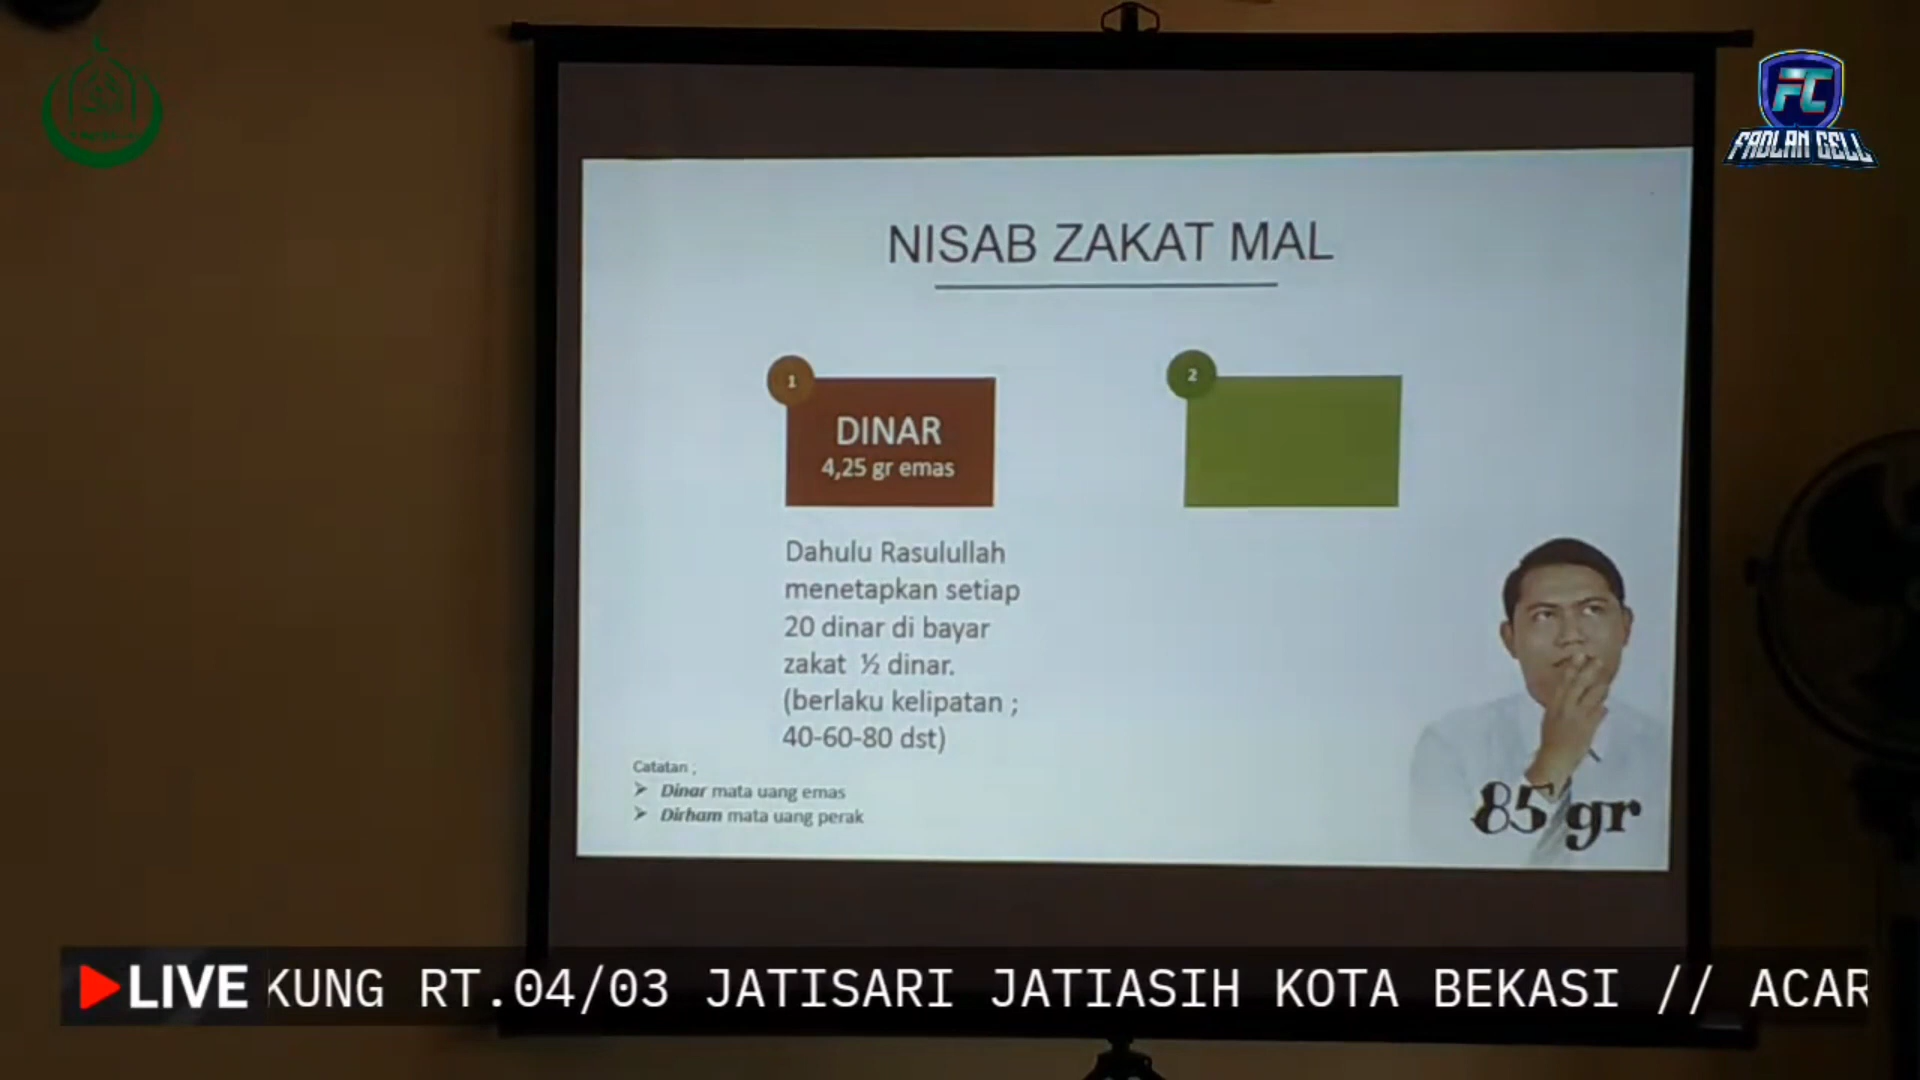 FC
FADLAN CELL
NISAB ZAKAT MAL
1
DINAR
4,25 gr emas
2
Dahulu Rasulullah
menetapkan setiap
20 dinar di bayar
zakat ½ dinar.
(berlaku kelipatan ;
40-60-80 dst)
Catatan ;
➤ Dinar mata uang emas
➤ Dirham mata uang perak
85 gr
LIVE KUNG RT.04/03 JATISARI JATIASIH KOTA BEKASI // ACAR